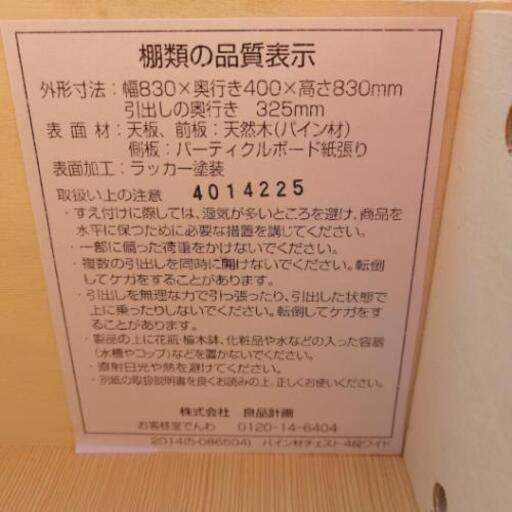 棚類の品質表示
外形寸法：幅830×奥行き400×高さ830mm
引出しの奥行き　325mm
表面材：天板、前板：天然木(パイン材)
側板：パーティクルボード紙張り
表面加工：ラッカー塗装
取扱い上の注意　4014225
・すえ付けに際しては、湿気が多いところを避け、商品を
水平に保つために必要な措置を講じてください。
・一部に偏った荷重をかけないでください。
・複数の引出しを同時に開けないでください。転倒
してケガをすることがあります。
・引出しを無理な力で引っ張ったり、引出した状態で
上に乗ったりしないでください。転倒してケガをす
ることがあります。
・製品の上に花瓶・植木鉢、化粧品や水などの入った容器
（水槽やコップ）などを置かないでください。
・直射日光や熱を避けてください。
・別紙の取扱説明書を良くお読みの上、正しくお使いください。
株式会社　良品計画
お客様室でんわ　0120-14-6404
2014(5-086504)　パイン材チェスト4段ワイド